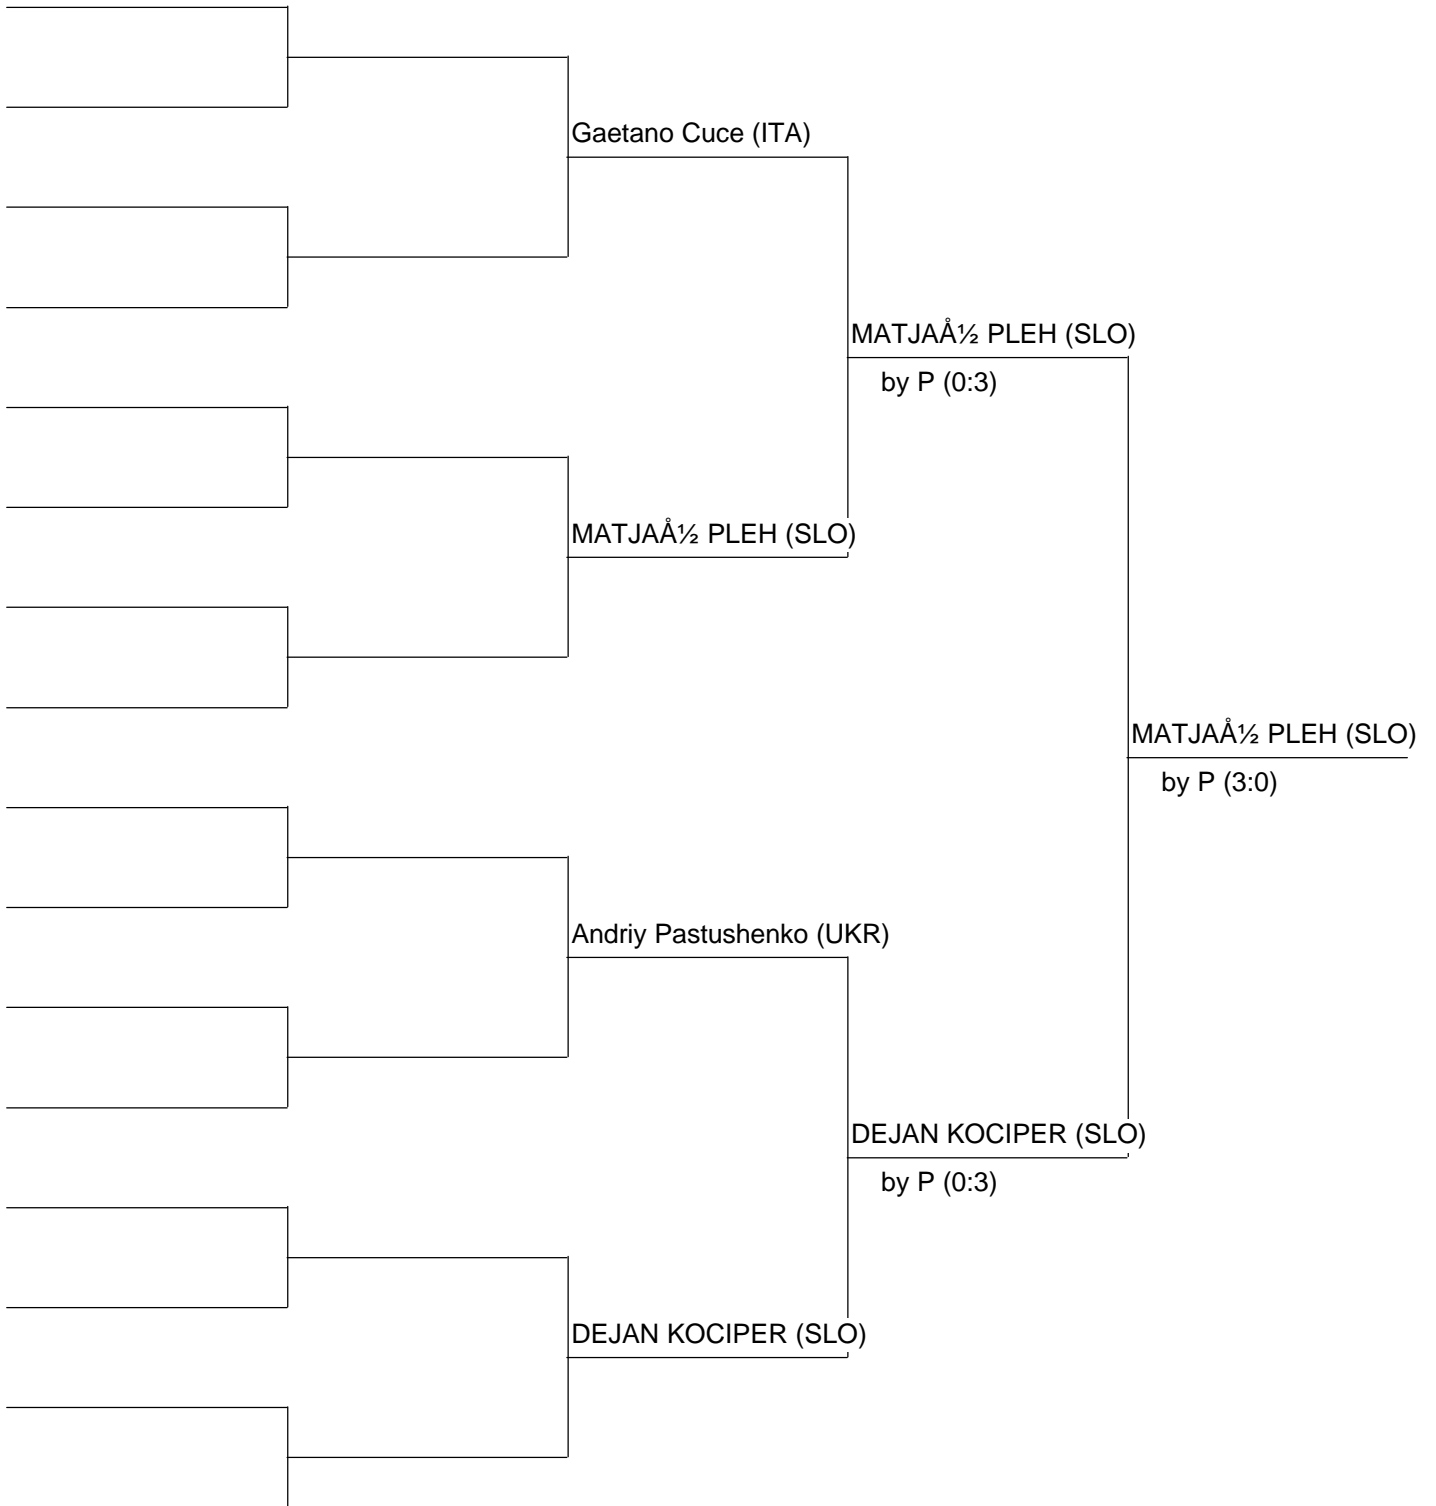 Gaetano Cuce (ITA)
MATJAÅ½ PLEH (SLO)
by P (0:3)
MATJAÅ½ PLEH (SLO)
MATJAÅ½ PLEH (SLO)
by P (3:0)
Andriy Pastushenko (UKR)
DEJAN KOCIPER (SLO)
by P (0:3)
DEJAN KOCIPER (SLO)